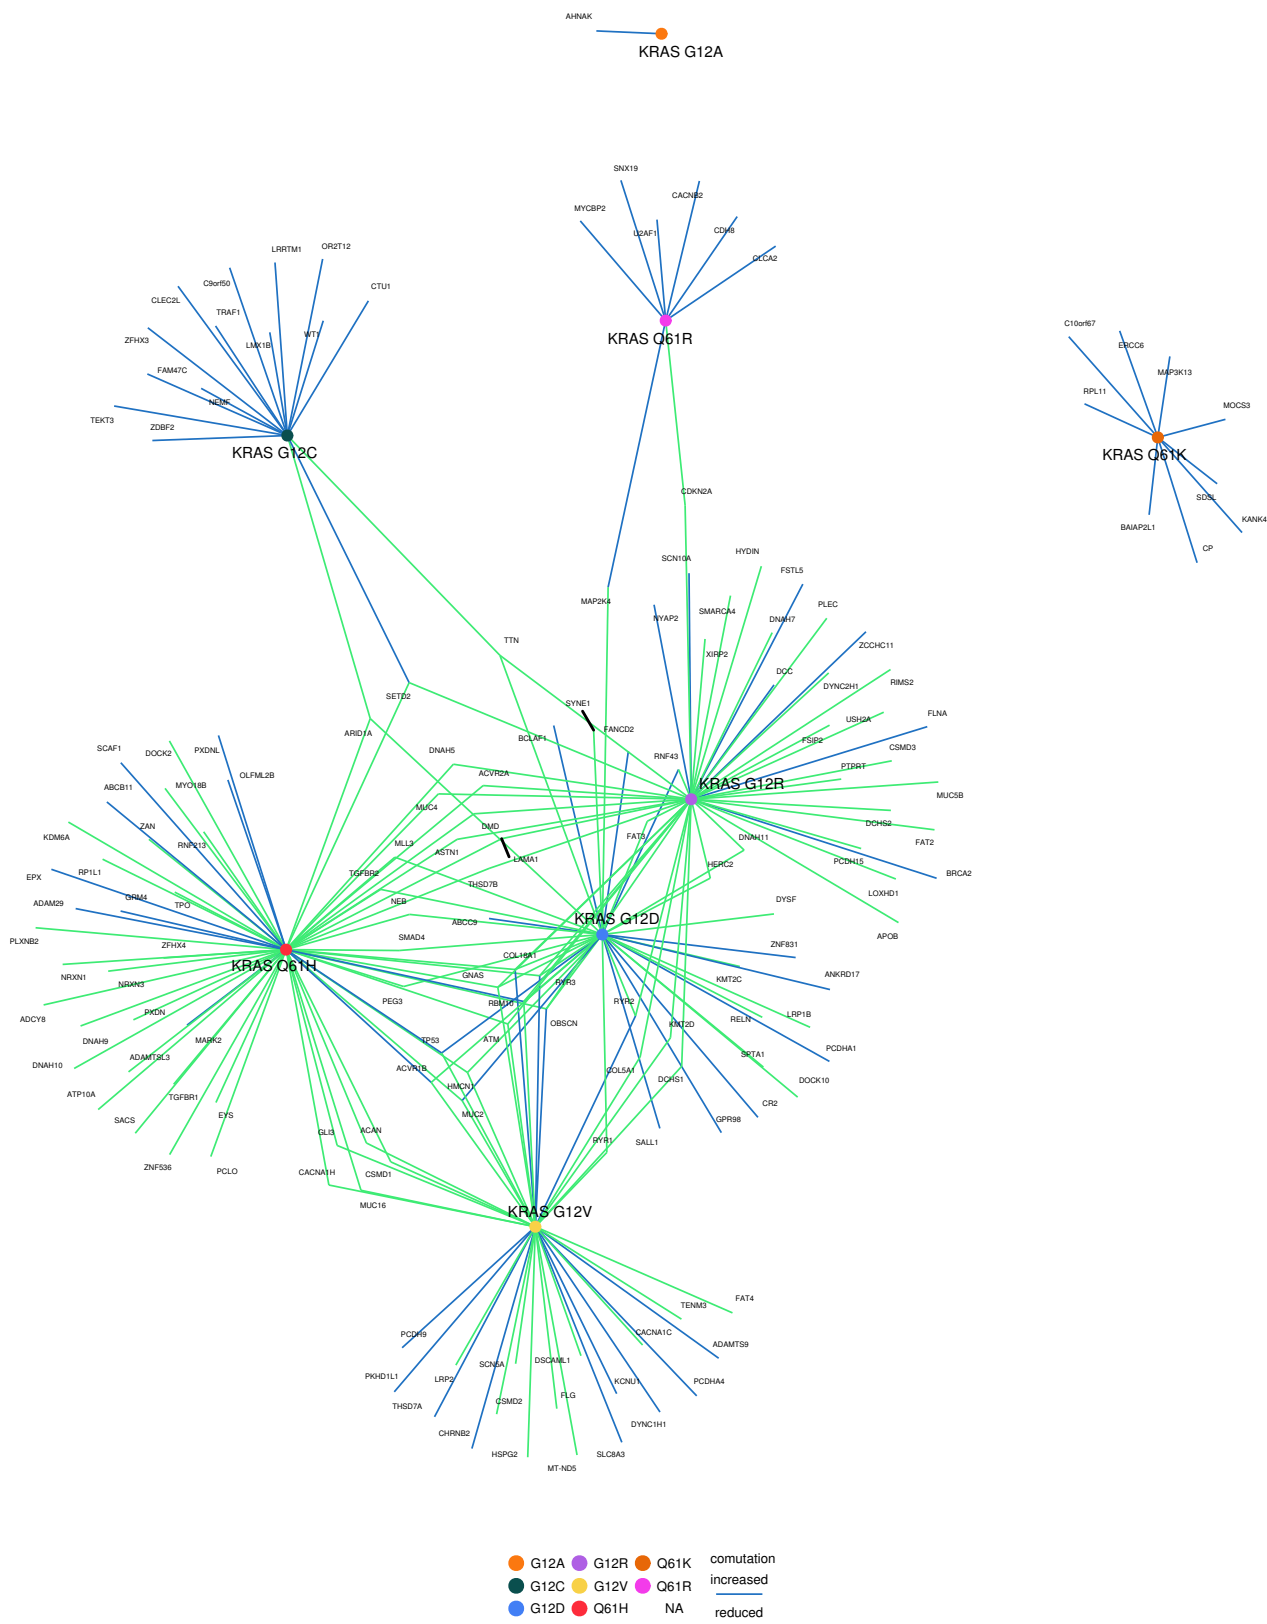 AHNAK
KRAS G12A
SNX19
CACNB2
MYCBP2
U2AF1
CDH8
CLCA2
KRAS Q61R
LRRTM1
OR2T12
C9orf50
CTU1
CLEC2L
TRAF1
ZFHX3
LMX1B
WT1
FAM47C
NEMF
TEKT3
ZDBF2
KRAS G12C
C10orf67
ERCC6
MAP3K13
RPL11
MOCS3
KRAS Q61K
SDSL
BAIAP2L1
KANK4
CP
CDKN2A
SCN10A
HYDIN
FSTL5
MAP2K4
NYAP2
SMARCA4
DNAH7
PLEC
TTN
XIRP2
ZCCHC11
DCC
DYNC2H1
RIMS2
SETD2
SYNE1
FANCD2
USH2A
FLNA
ARID1A
BCLAF1
FSIP2
CSMD3
DNAH5
RNF43
PTPRT
SCAF1
DOCK2
PXDNL
OLFML2B
ABCB11
MYO18B
ACVR2A
KRAS G12R
MUC5B
MUC4
ZAN
DMD
FAT3
DNAH11
DCHS2
KDM6A
RNF213
MLL3
ASTN1
LAMA1
HERC2
PCDH15
FAT2
EPX
RP1L1
TGFBR2
THSD7B
BRCA2
ADAM29
GRM4
TPO
NEB
DYSF
LOXHD1
ABCC9
KRAS G12D
PLXNB2
ZFHX4
SMAD4
ZNF831
APOB
KRAS Q61H
COL18A1
NRXN1
NRXN3
GNAS
RYR3
KMT2C
ANKRD17
PEG3
RBM10
RYR2
ADCY8
PXDN
OBSCN
KMT2D
RELN
LRP1B
DNAH9
MARK2
TP53
ATM
PCDHA1
DNAH10
ADAMTSL3
ACVR1B
COL5A1
DCHS1
SPTA1
DOCK10
ATP10A
TGFBR1
HMCN1
CR2
SACS
EYS
MUC2
GPR98
GLI3
ACAN
RYR1
SALL1
ZNF536
PCLO
CACNA1H
CSMD1
MUC16
KRAS G12V
TENM3
FAT4
PCDH9
CACNA1C
ADAMTS9
PKHD1L1
LRP2
SCN5A
DSCAML1
KCNU1
PCDHA4
THSD7A
CSMD2
FLG
DYNC1H1
CHRNB2
HSPG2
MT-ND5
SLC8A3
G12A G12R Q61K
G12C G12V Q61R
G12D Q61H NA
comutation
increased
reduced